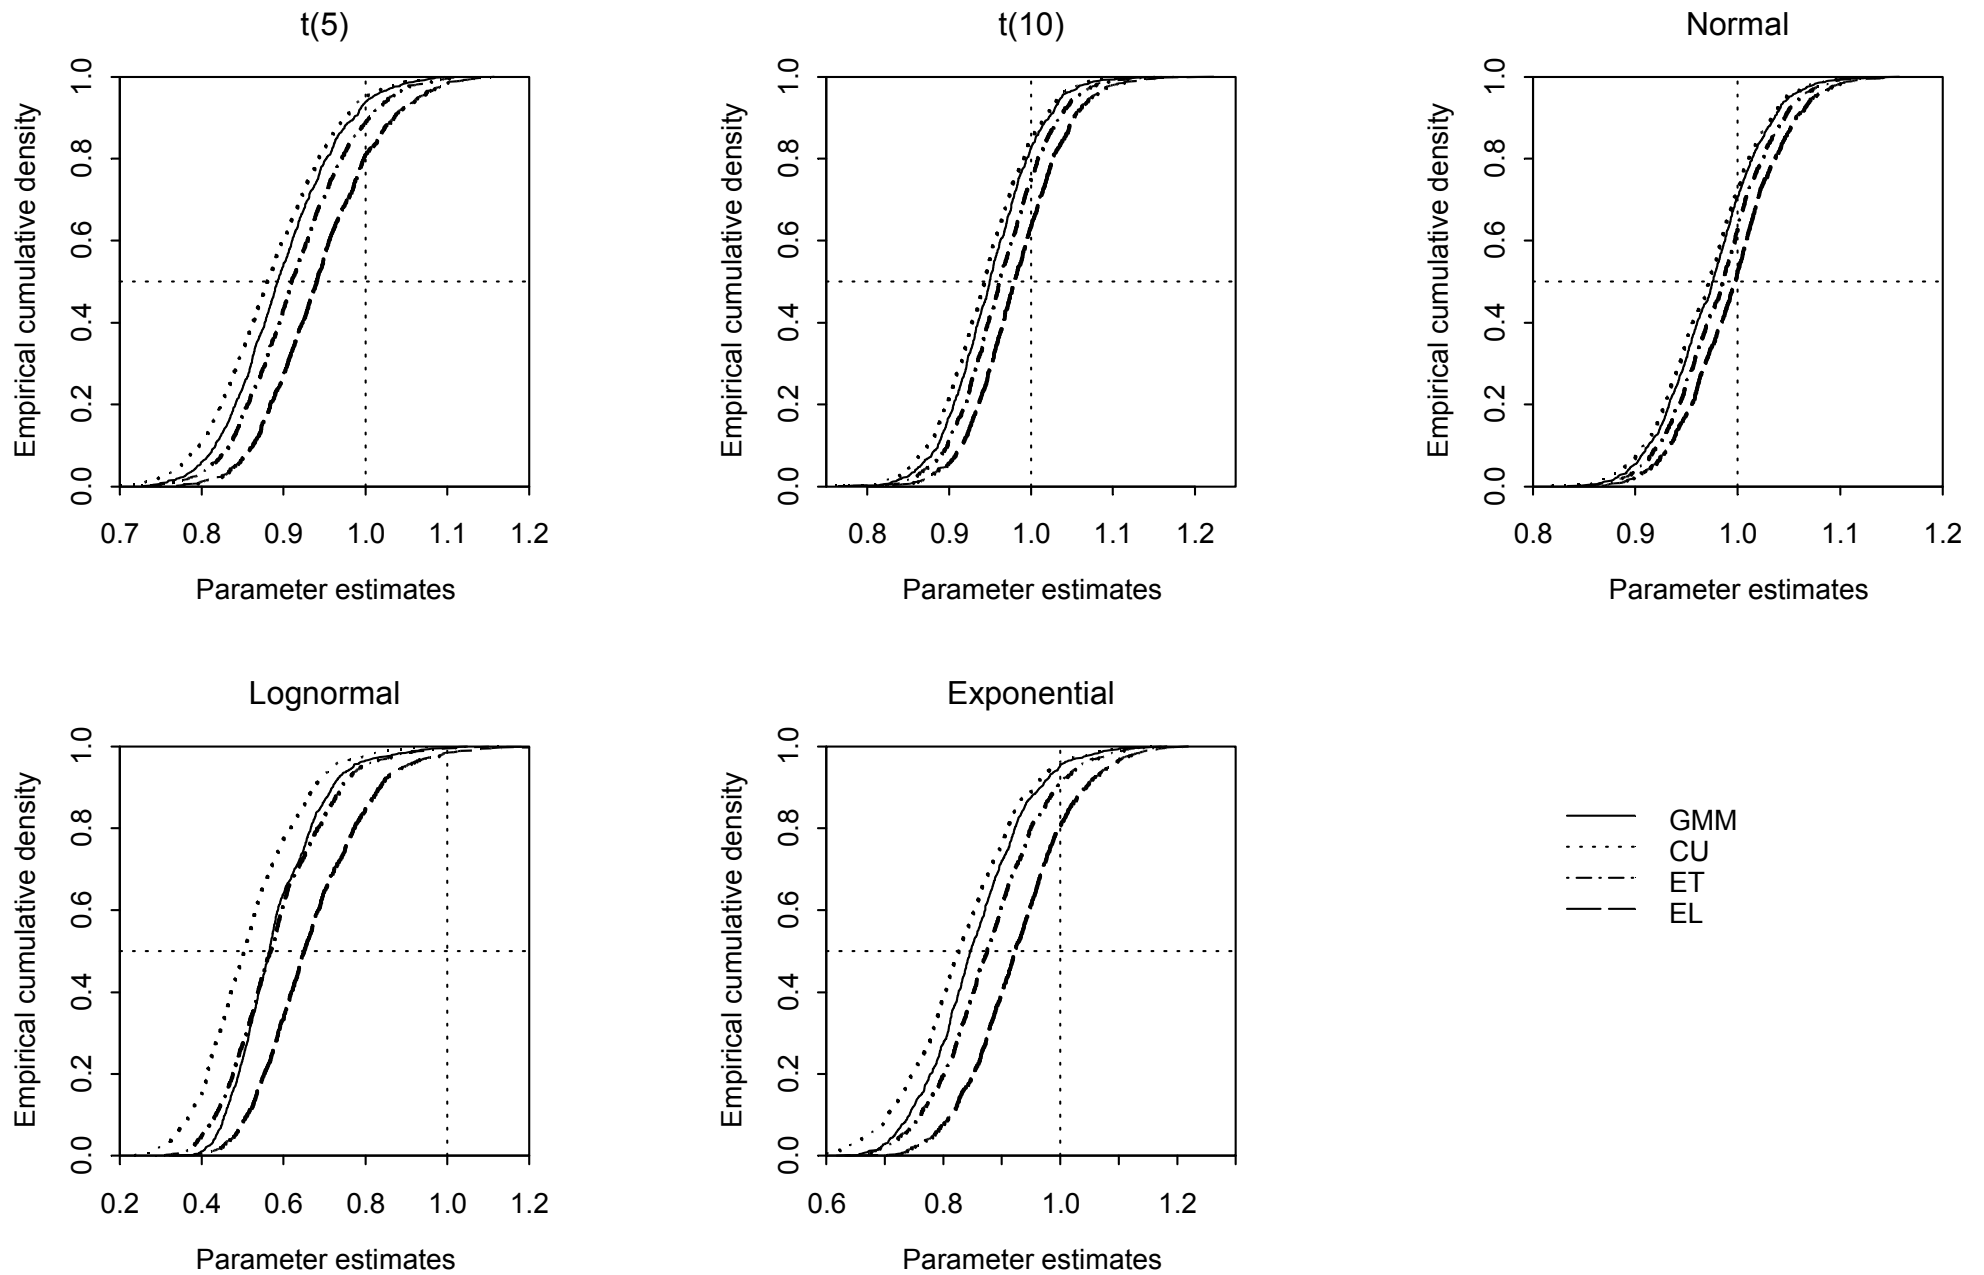 t(5)
t(10)
Normal
Empirical cumulative density
0.0 0.2 0.4 0.6 0.8 1.0
0.7 0.8 0.9 1.0 1.1 1.2
Parameter estimates
Empirical cumulative density
0.0 0.2 0.4 0.6 0.8 1.0
0.8 0.9 1.0 1.1 1.2
Parameter estimates
Empirical cumulative density
0.0 0.2 0.4 0.6 0.8 1.0
0.8 0.9 1.0 1.1 1.2
Parameter estimates
Lognormal
Exponential
Empirical cumulative density
0.0 0.2 0.4 0.6 0.8 1.0
0.2 0.4 0.6 0.8 1.0 1.2
Parameter estimates
Empirical cumulative density
0.0 0.2 0.4 0.6 0.8 1.0
0.6 0.8 1.0 1.2
Parameter estimates
GMM
CU
ET
EL